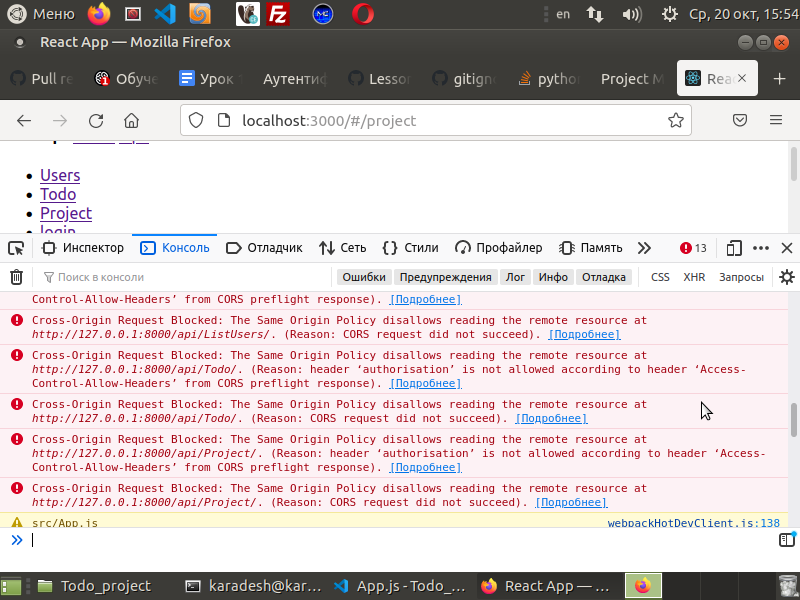 Меню en Ср, 20 окт, 15:54
React App — Mozilla Firefox
Pull re Обуче Урок Аутентиф Lesson gitign pytho Project M Rea
localhost:3000/#/project
Users
Todo
Project
login
Инспектор Консоль Отладчик Сеть Стили Профайлер Память 13
Поиск в консоли Ошибки Предупреждения Лог Инфо Отладка CSS XHR Запросы
Control-Allow-Headers’ from CORS preflight response). [Подробнее]
Cross-Origin Request Blocked: The Same Origin Policy disallows reading the remote resource at
http://127.0.0.1:8000/api/ListUsers/. (Reason: CORS request did not succeed). [Подробнее]
Cross-Origin Request Blocked: The Same Origin Policy disallows reading the remote resource at
http://127.0.0.1:8000/api/Todo/. (Reason: header ‘authorisation’ is not allowed according to header ‘Access-
Control-Allow-Headers’ from CORS preflight response). [Подробнее]
Cross-Origin Request Blocked: The Same Origin Policy disallows reading the remote resource at
http://127.0.0.1:8000/api/Todo/. (Reason: CORS request did not succeed). [Подробнее]
Cross-Origin Request Blocked: The Same Origin Policy disallows reading the remote resource at
http://127.0.0.1:8000/api/Project/. (Reason: header ‘authorisation’ is not allowed according to header ‘Access-
Control-Allow-Headers’ from CORS preflight response). [Подробнее]
Cross-Origin Request Blocked: The Same Origin Policy disallows reading the remote resource at
http://127.0.0.1:8000/api/Project/. (Reason: CORS request did not succeed). [Подробнее]
src/App.js webpackHotDevClient.js:138
Todo_project karadesh@kar... App.js - Todo_... React App — ...